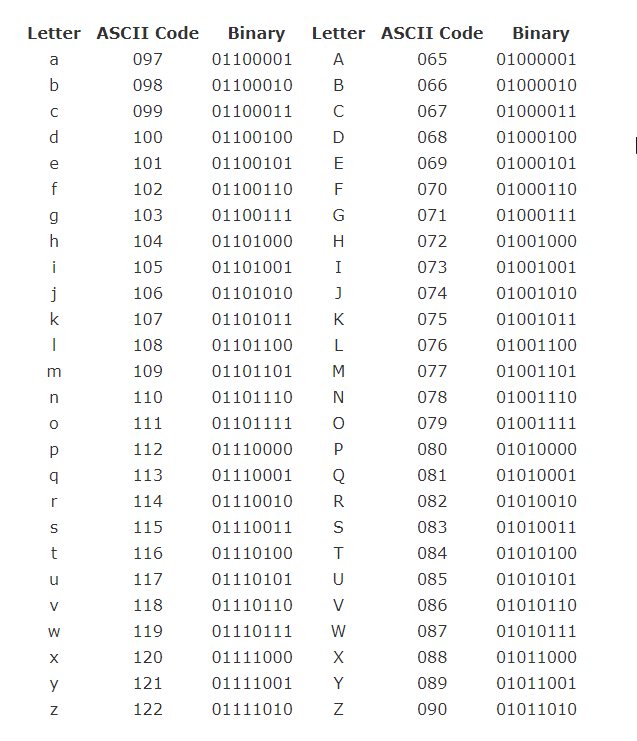 Letter ASCII Code Binary Letter ASCII Code Binary
a 097 01100001 A 065 01000001
b 098 01100010 B 066 01000010
c 099 01100011 C 067 01000011
d 100 01100100 D 068 01000100
e 101 01100101 E 069 01000101
f 102 01100110 F 070 01000110
g 103 01100111 G 071 01000111
h 104 01101000 H 072 01001000
i 105 01101001 I 073 01001001
j 106 01101010 J 074 01001010
k 107 01101011 K 075 01001011
l 108 01101100 L 076 01001100
m 109 01101101 M 077 01001101
n 110 01101110 N 078 01001110
o 111 01101111 O 079 01001111
p 112 01110000 P 080 01010000
q 113 01110001 Q 081 01010001
r 114 01110010 R 082 01010010
s 115 01110011 S 083 01010011
t 116 01110100 T 084 01010100
u 117 01110101 U 085 01010101
v 118 01110110 V 086 01010110
w 119 01110111 W 087 01010111
x 120 01111000 X 088 01011000
y 121 01111001 Y 089 01011001
z 122 01111010 Z 090 01011010